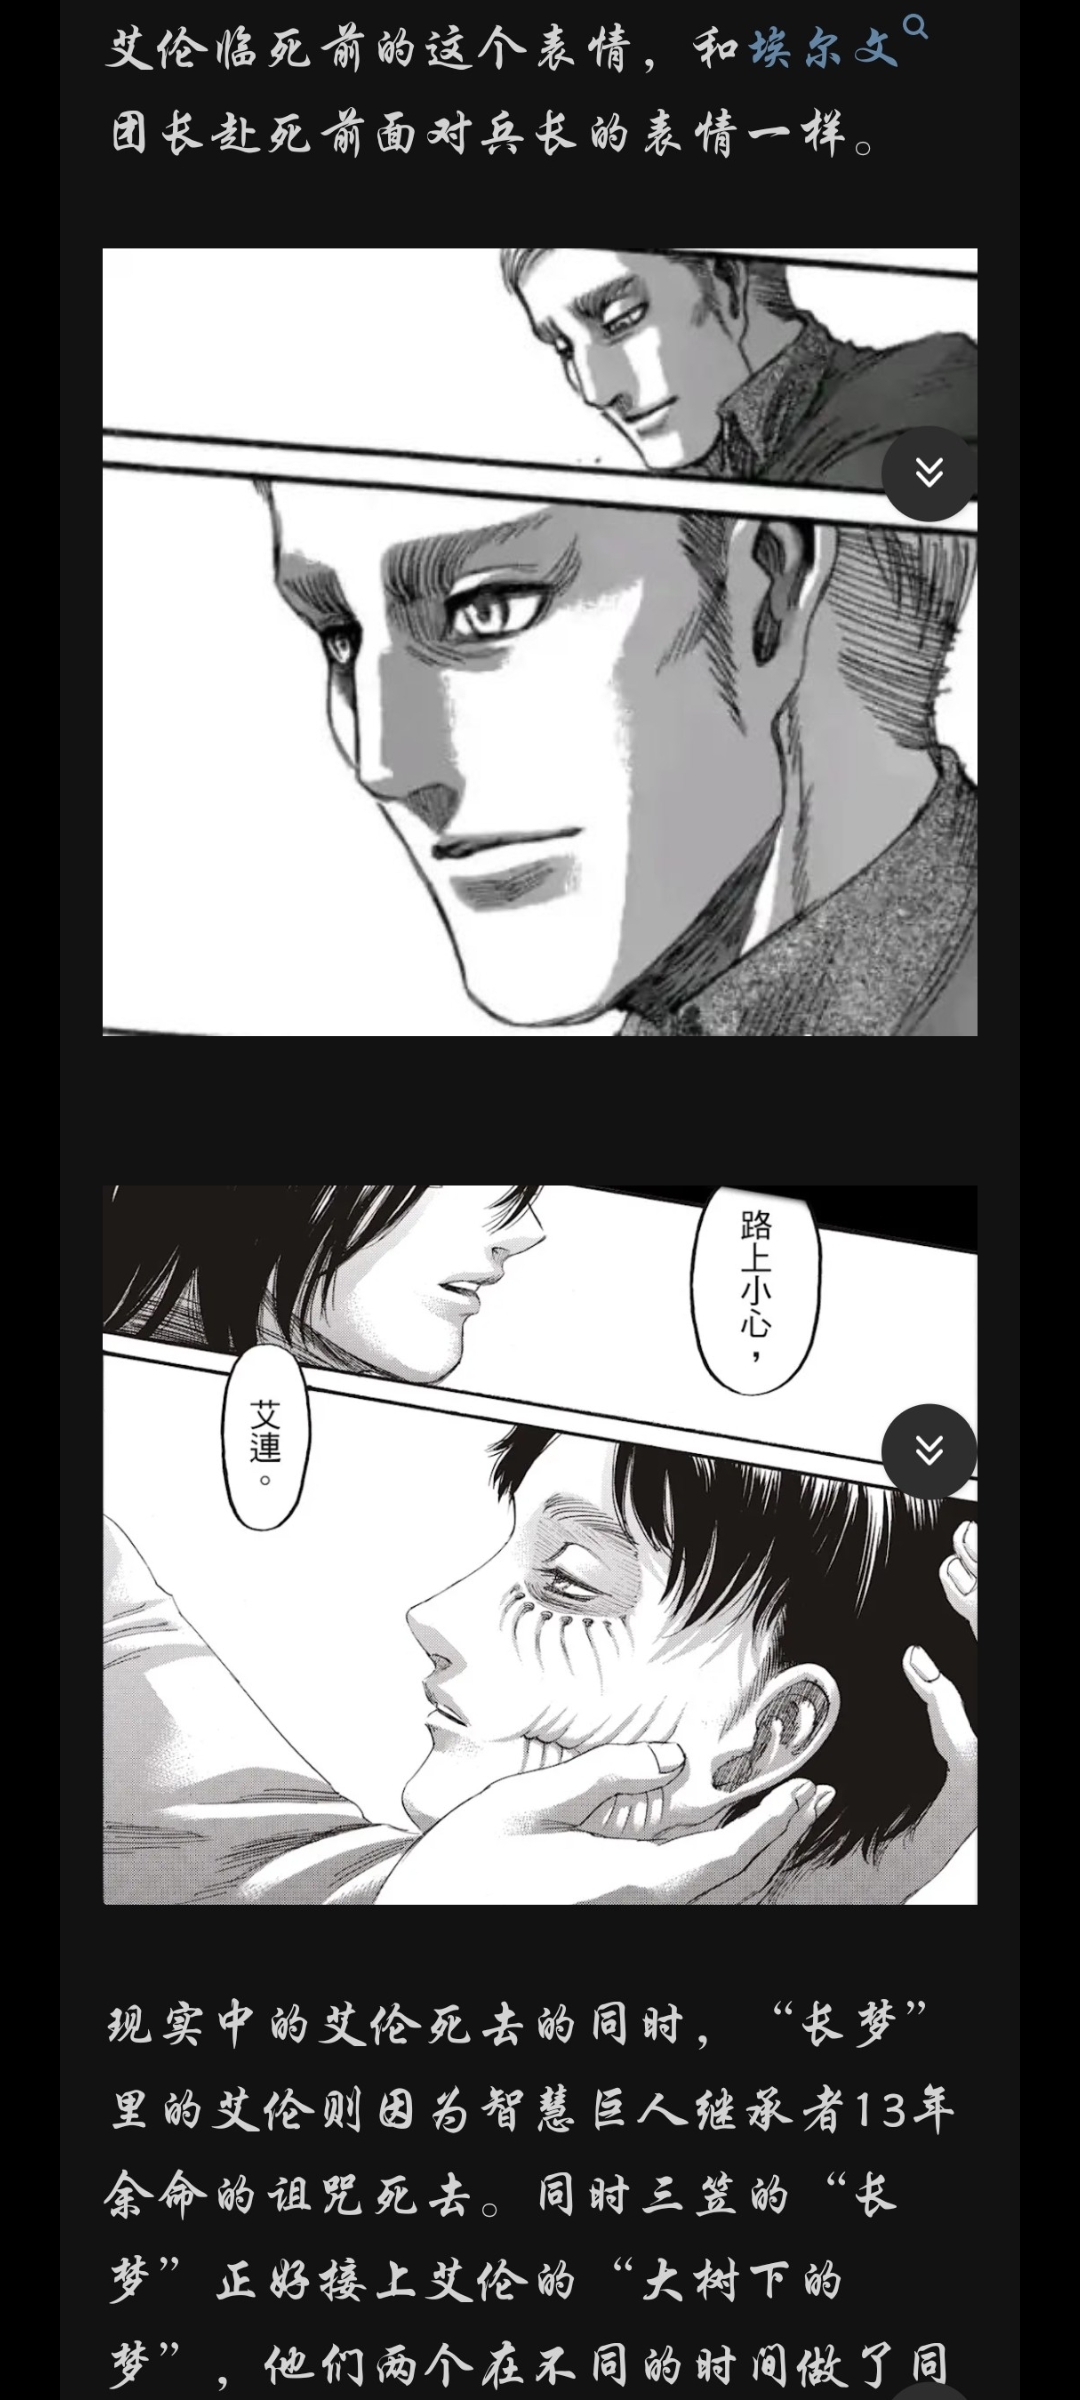 艾伦临死前的这个表情，和埃尔文
团长赴死前面对兵长的表情一样。
路上小心，
艾連。
现实中的艾伦死去的同时，“长梦”
里的艾伦则因为智慧巨人继承者13年
余命的诅咒死去。同时三笠的“长
梦”正好接上艾伦的“大树下的
梦”，他们两个在不同的时间做了同